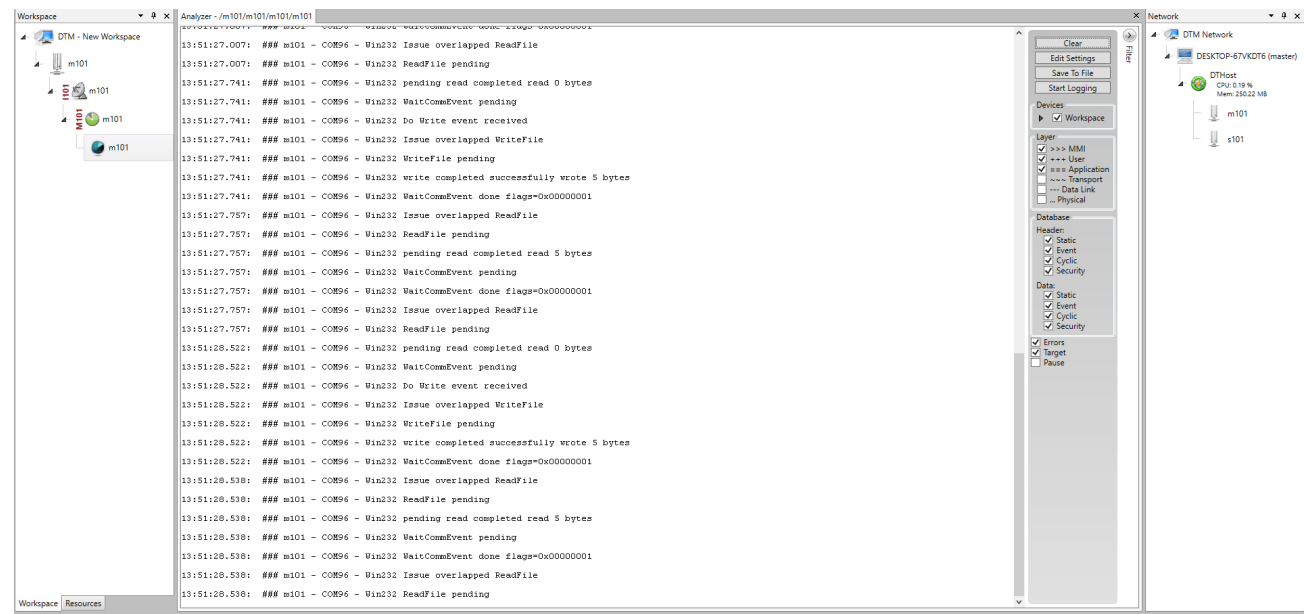 Workspace
DTM - New Workspace
m101
I101 m101
M101 m101
m101
Workspace Resources
Analyzer - /m101/m101/m101/m101
13:51:27.007: ### m101 - COM96 - Win232 Issue overlapped ReadFile
13:51:27.007: ### m101 - COM96 - Win232 ReadFile pending
13:51:27.741: ### m101 - COM96 - Win232 pending read completed read 0 bytes
13:51:27.741: ### m101 - COM96 - Win232 WaitCommEvent pending
13:51:27.741: ### m101 - COM96 - Win232 Do Write event received
13:51:27.741: ### m101 - COM96 - Win232 Issue overlapped WriteFile
13:51:27.741: ### m101 - COM96 - Win232 WriteFile pending
13:51:27.741: ### m101 - COM96 - Win232 write completed successfully wrote 5 bytes
13:51:27.741: ### m101 - COM96 - Win232 WaitCommEvent done flags=0x00000001
13:51:27.757: ### m101 - COM96 - Win232 Issue overlapped ReadFile
13:51:27.757: ### m101 - COM96 - Win232 ReadFile pending
13:51:27.757: ### m101 - COM96 - Win232 pending read completed read 5 bytes
13:51:27.757: ### m101 - COM96 - Win232 WaitCommEvent pending
13:51:27.757: ### m101 - COM96 - Win232 WaitCommEvent done flags=0x00000001
13:51:27.757: ### m101 - COM96 - Win232 Issue overlapped ReadFile
13:51:27.757: ### m101 - COM96 - Win232 ReadFile pending
13:51:28.522: ### m101 - COM96 - Win232 pending read completed read 0 bytes
13:51:28.522: ### m101 - COM96 - Win232 WaitCommEvent pending
13:51:28.522: ### m101 - COM96 - Win232 Do Write event received
13:51:28.522: ### m101 - COM96 - Win232 Issue overlapped WriteFile
13:51:28.522: ### m101 - COM96 - Win232 WriteFile pending
13:51:28.522: ### m101 - COM96 - Win232 write completed successfully wrote 5 bytes
13:51:28.522: ### m101 - COM96 - Win232 WaitCommEvent done flags=0x00000001
13:51:28.538: ### m101 - COM96 - Win232 Issue overlapped ReadFile
13:51:28.538: ### m101 - COM96 - Win232 ReadFile pending
13:51:28.538: ### m101 - COM96 - Win232 pending read completed read 5 bytes
13:51:28.538: ### m101 - COM96 - Win232 WaitCommEvent pending
13:51:28.538: ### m101 - COM96 - Win232 WaitCommEvent done flags=0x00000001
13:51:28.538: ### m101 - COM96 - Win232 Issue overlapped ReadFile
13:51:28.538: ### m101 - COM96 - Win232 ReadFile pending
Clear
Edit Settings
Save To File
Start Logging
Devices
Workspace
Layer
>>> MMI
+++ User
=== Application
~~~ Transport
--- Data Link
... Physical
Database
Header:
Static
Event
Cyclic
Security
Data:
Static
Event
Cyclic
Security
Errors
Target
Pause
Filter
Network
DTM Network
DESKTOP-67VKDT6 (master)
DTHost
CPU: 0.19 %
Mem: 250.22 MB
m101
s101